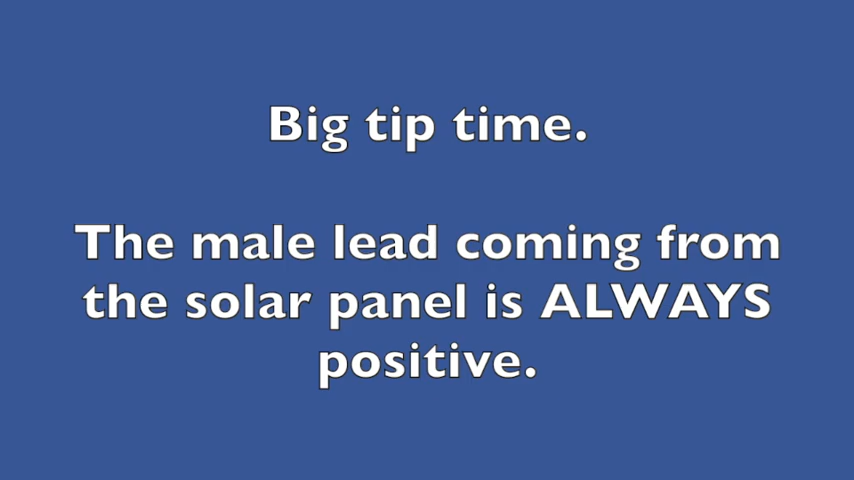 Big tip time.
The male lead coming from
the solar panel is ALWAYS
positive.